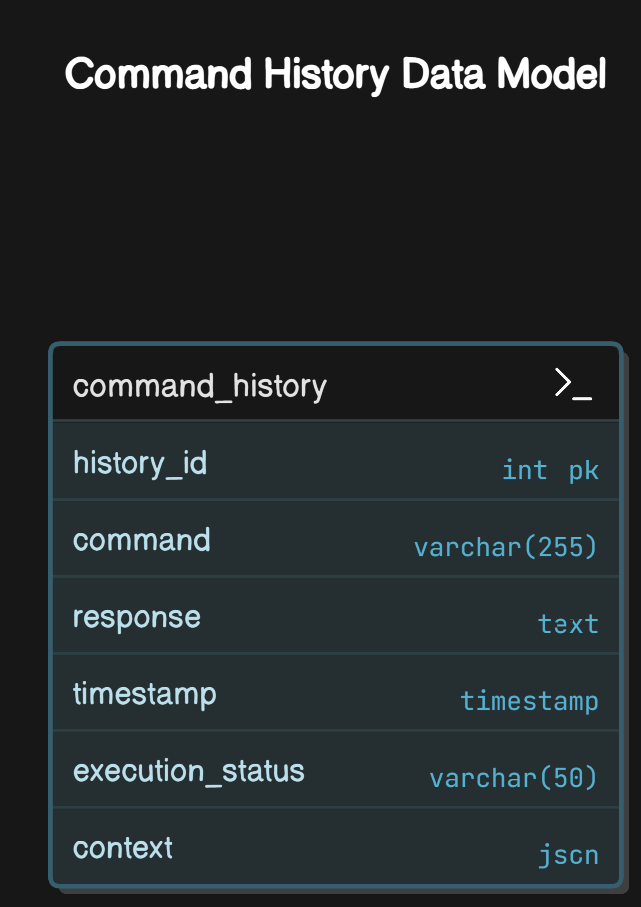 Command History Data Model
command_history >_
history_id int pk
command varchar(255)
response text
timestamp timestamp
execution_status varchar(50)
context json